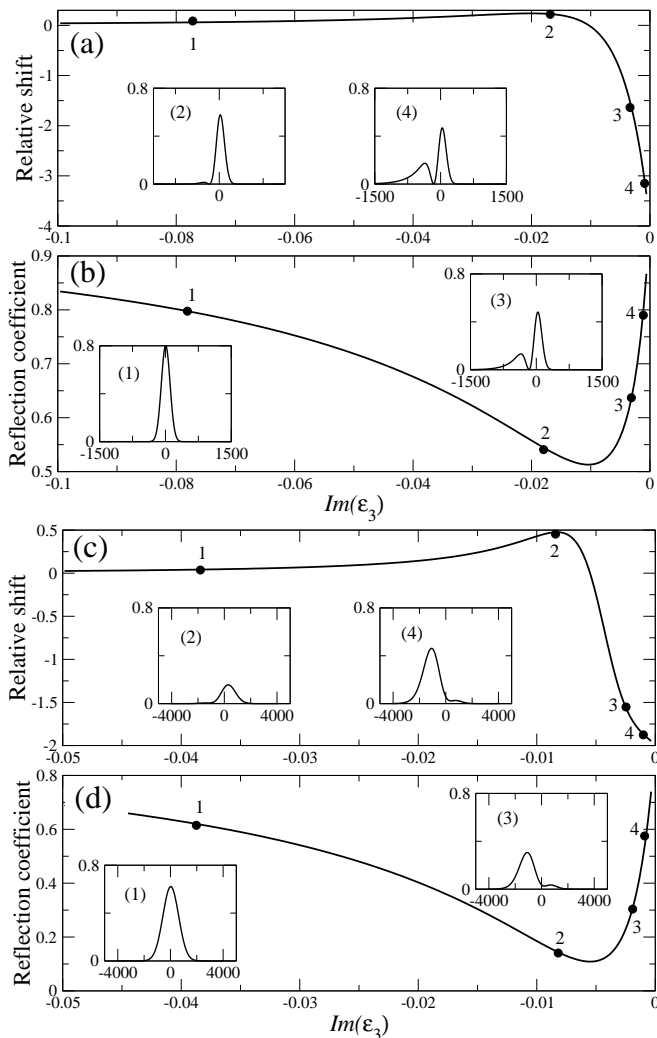 (a)
Relative shift
0
-1
-2
-3
-4
1
2
3
4
0.8
(2)
0
0
0.8
(4)
0
-1500 0 1500
-0.1 -0.08 -0.06 -0.04 -0.02 0
(b)
Reflection coefficient
0.9
0.8
0.7
0.6
0.5
1
2
3
4
0.8
(3)
0
-1500 0 1500
0.8
(1)
0
-1500 0 1500
-0.1 -0.08 -0.06 -0.04 -0.02 0
Im(ε3)
(c)
Relative shift
0.5
0
-0.5
-1
-1.5
-2
1
2
3
4
0.8
(2)
0
-4000 0 4000
0.8
(4)
0
-4000 0 4000
-0.05 -0.04 -0.03 -0.02 -0.01 0
(d)
Reflection coefficient
0.8
0.6
0.4
0.2
0
1
2
3
4
0.8
(3)
0
-4000 0 4000
0.8
(1)
0
-4000 0 4000
-0.05 -0.04 -0.03 -0.02 -0.01 0
Im(ε3)